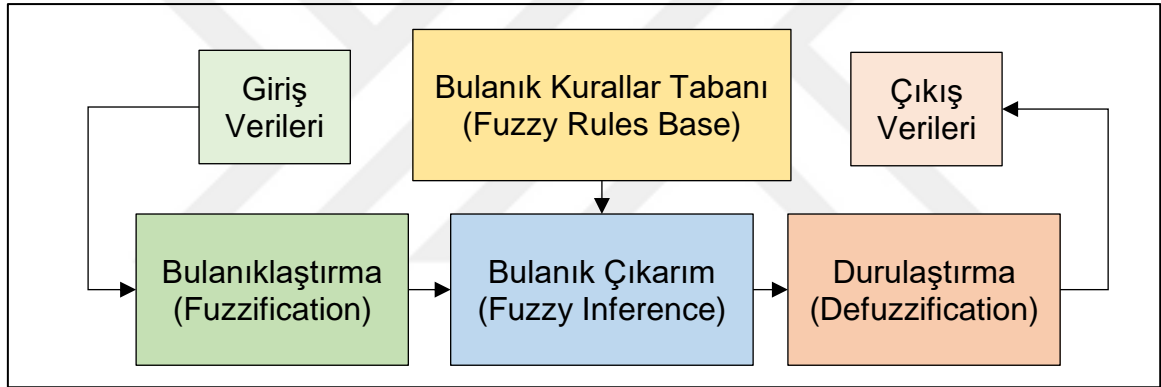 Giriş
Verileri
Bulanık Kurallar Tabanı
(Fuzzy Rules Base)
Çıkış
Verileri
Bulanıklaştırma
(Fuzzification)
Bulanık Çıkarım
(Fuzzy Inference)
Durulaştırma
(Defuzzification)